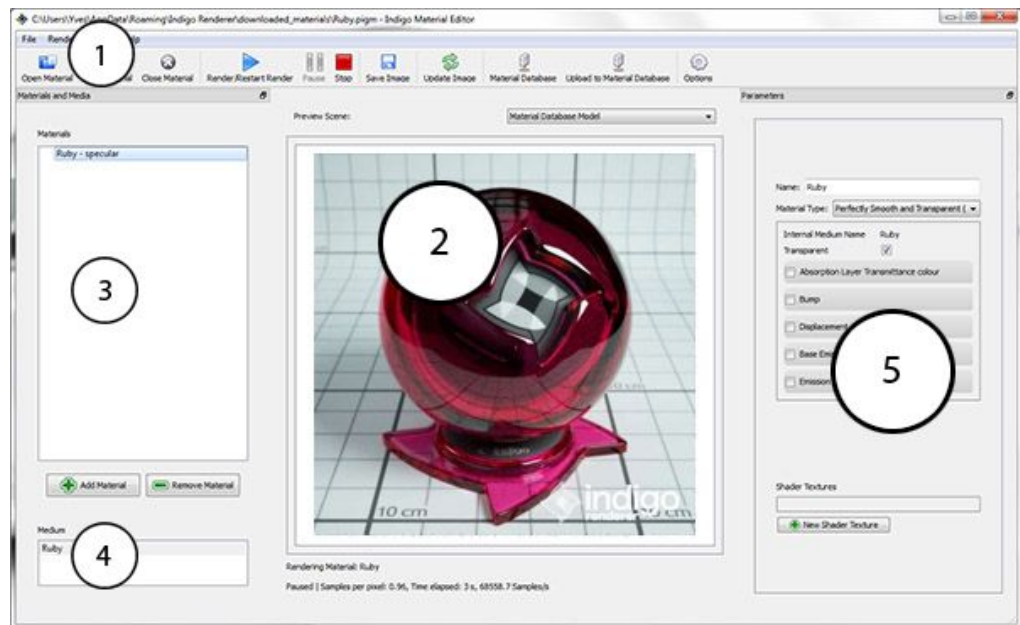 C:\Users\Yves\AppData\Roaming\Indigo Renderer\downloaded_materials\Ruby.pigm - Indigo Material Editor
File Render
1
Open Material Close Material Render/Restart Render Pause Stop Save Image Update Image Material Database Upload to Material Database Options
Materials and Media
Parameters
Preview Scene: Material Database Model
Materials
Ruby - specular
3
Add Material Remove Material
Medium
Ruby
4
2
INDIGO
10 cm
indigo
cm
Rendering Material: Ruby
Paused | Samples per pixel: 0.96, Time elapsed: 3 s, 68558.7 Samples/s
Name: Ruby
Material Type: Perfectly Smooth and Transparent (
Internal Medium Name Ruby
Transparent
Absorption Layer Transmittance colour
Bump
Displacement
Base
Emission
5
Shader Textures
New Shader Texture